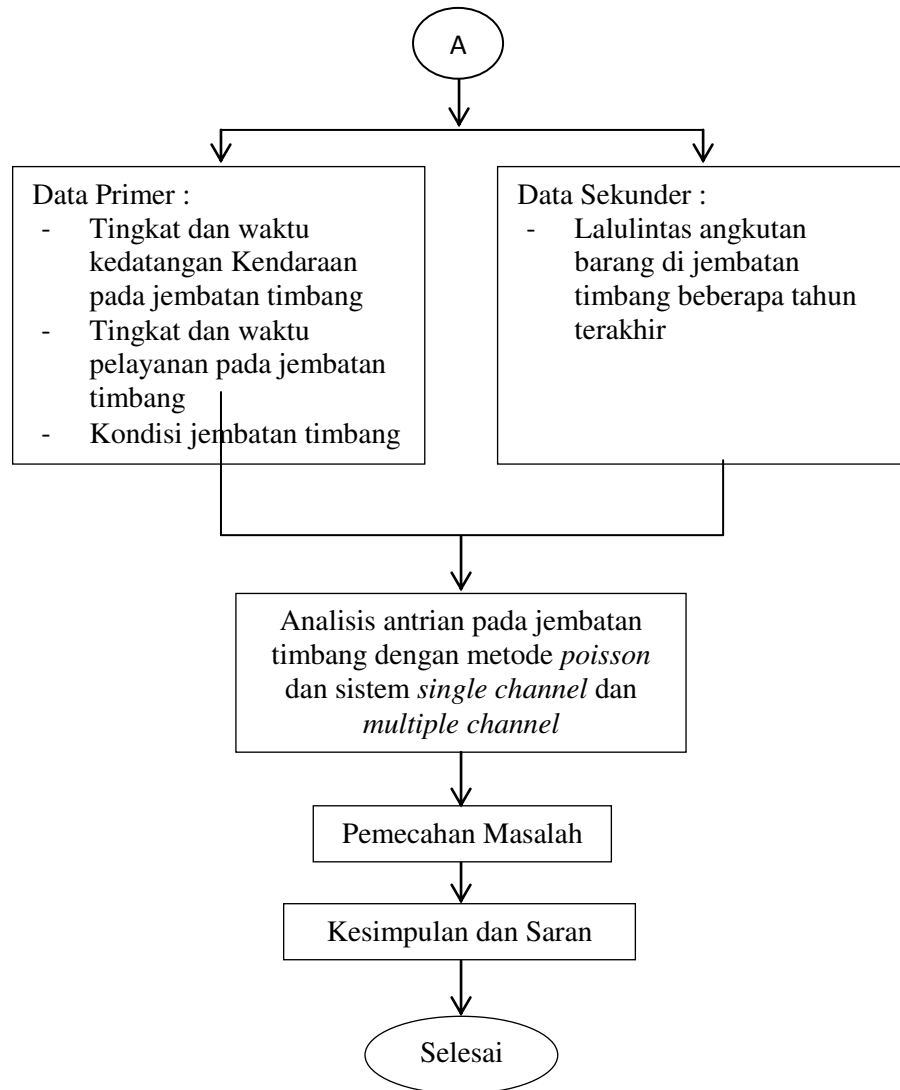 A
Data Primer :
- Tingkat dan waktu
kedatangan Kendaraan
pada jembatan timbang
- Tingkat dan waktu
pelayanan pada jembatan
timbang
- Kondisi jembatan timbang
Data Sekunder :
- Lalulintas angkutan
barang di jembatan
timbang beberapa tahun
terakhir
Analisis antrian pada jembatan
timbang dengan metode poisson
dan sistem single channel dan
multiple channel
Pemecahan Masalah
Kesimpulan dan Saran
Selesai